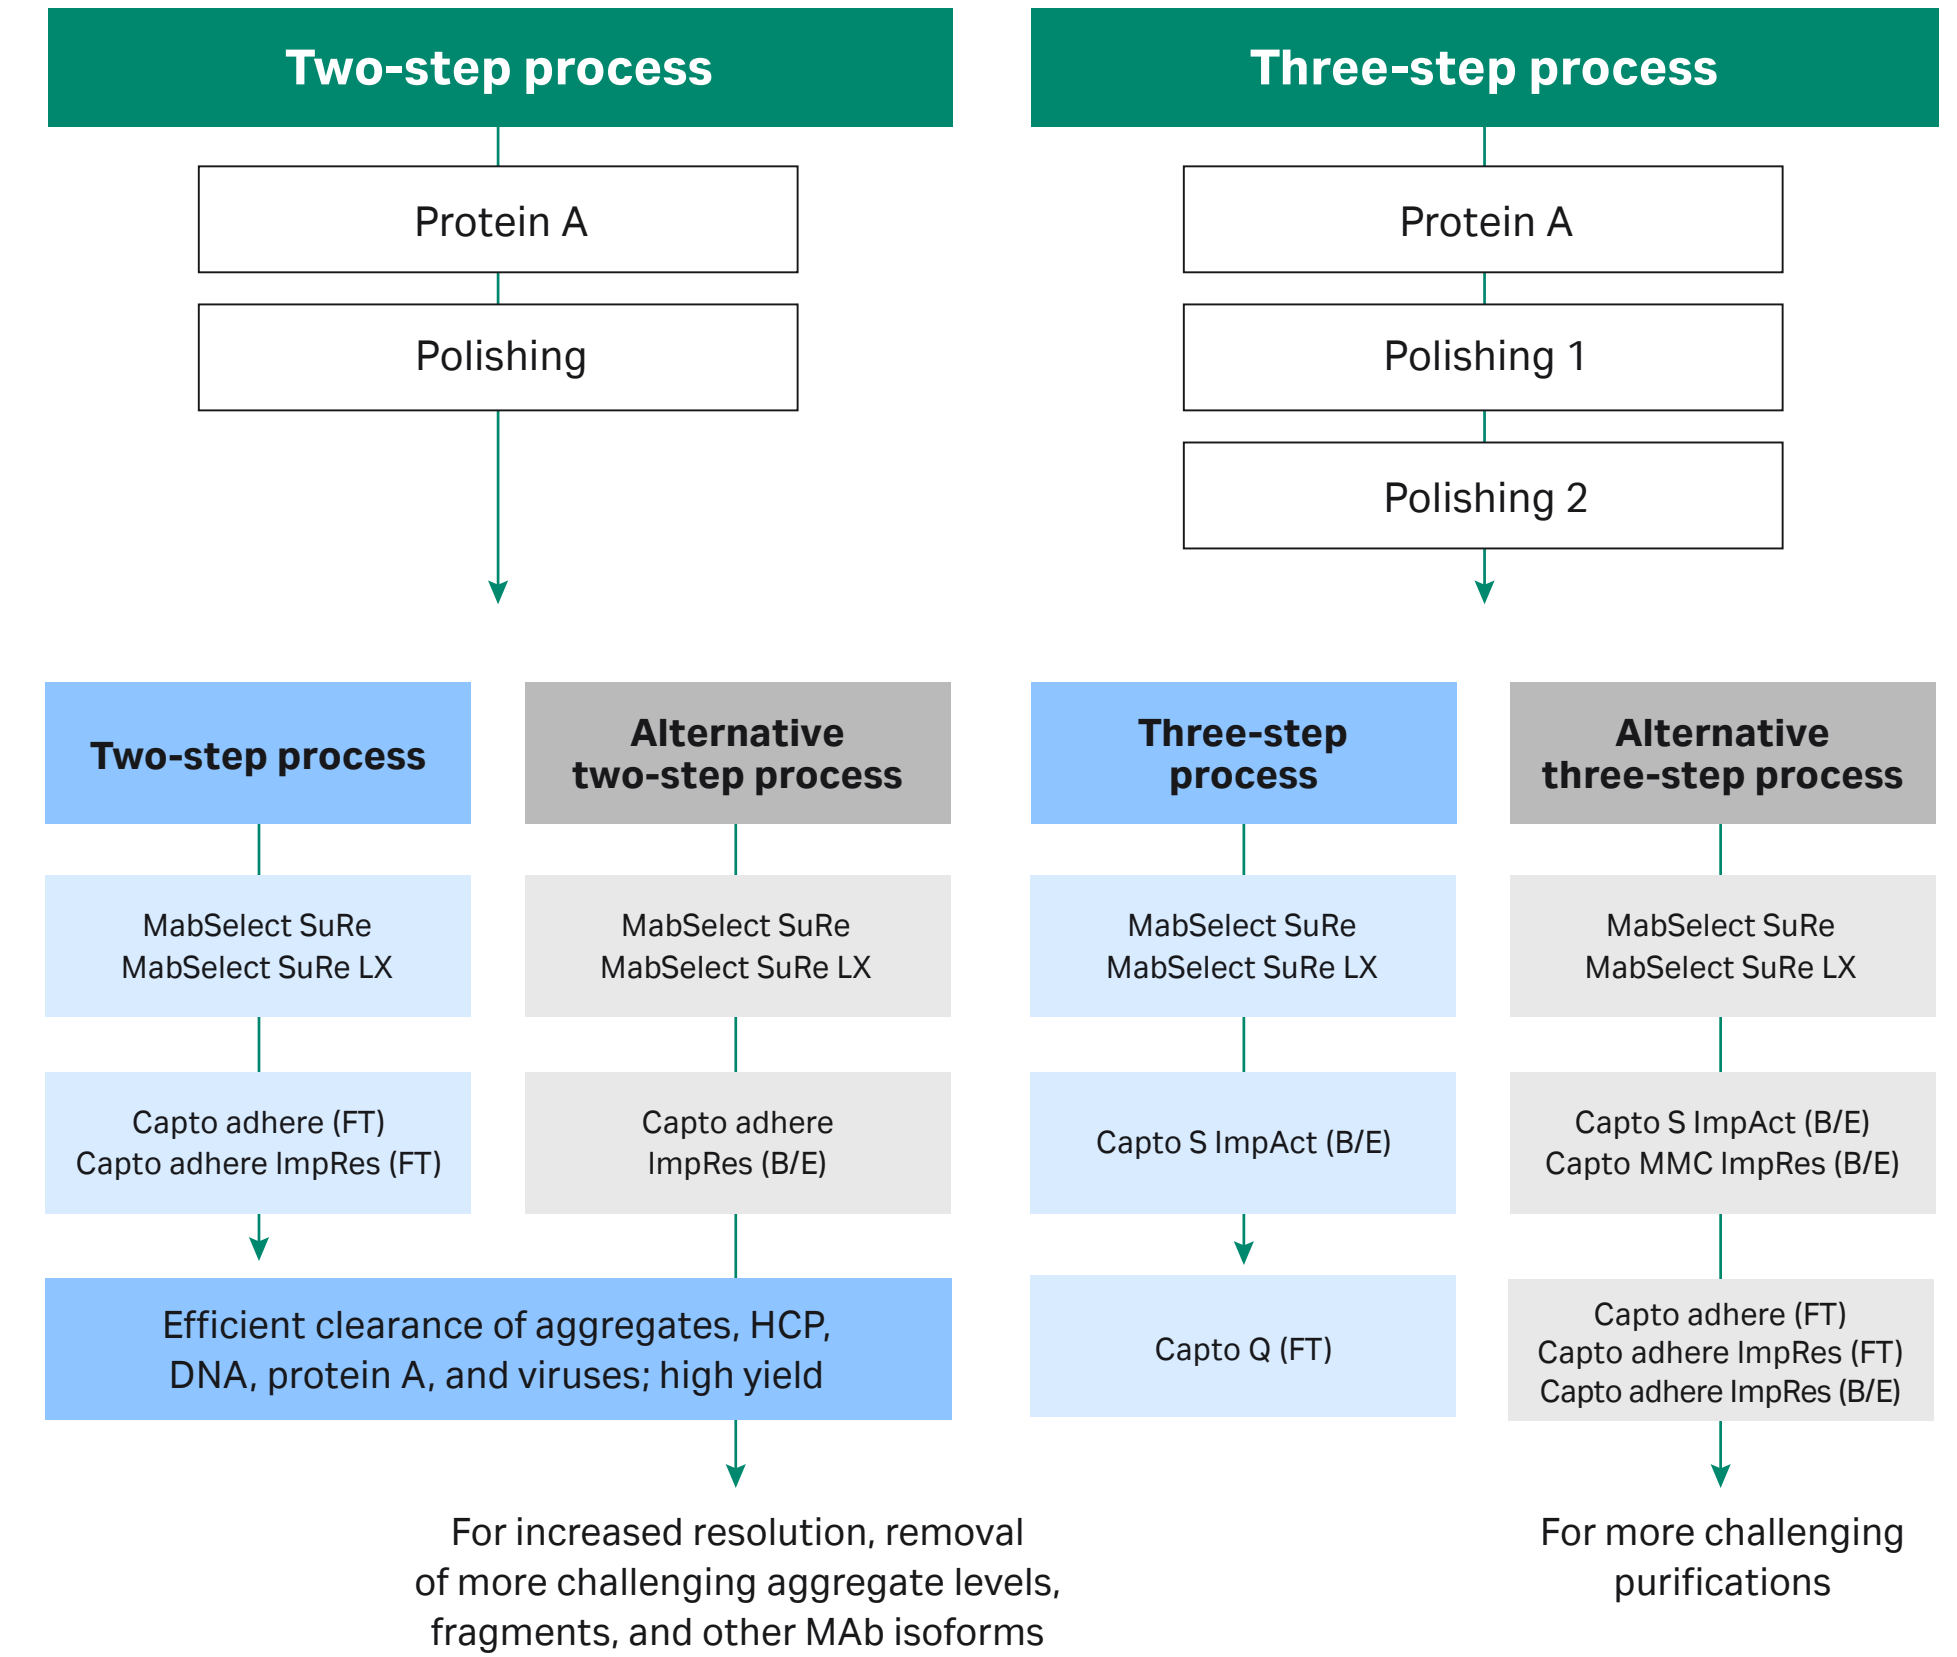 Two-step process
Protein A
Polishing
Three-step process
Protein A
Polishing 1
Polishing 2
Two-step process
MabSelect SuRe
MabSelect SuRe LX
Capto adhere (FT)
Capto adhere ImpRes (FT)
Alternative
two-step process
MabSelect SuRe
MabSelect SuRe LX
Capto adhere
ImpRes (B/E)
Efficient clearance of aggregates, HCP,
DNA, protein A, and viruses; high yield
For increased resolution, removal
of more challenging aggregate levels,
fragments, and other MAb isoforms
Three-step
process
MabSelect SuRe
MabSelect SuRe LX
Capto S ImpAct (B/E)
Capto Q (FT)
Alternative
three-step process
MabSelect SuRe
MabSelect SuRe LX
Capto S ImpAct (B/E)
Capto MMC ImpRes (B/E)
Capto adhere (FT)
Capto adhere ImpRes (FT)
Capto adhere ImpRes (B/E)
For more challenging
purifications